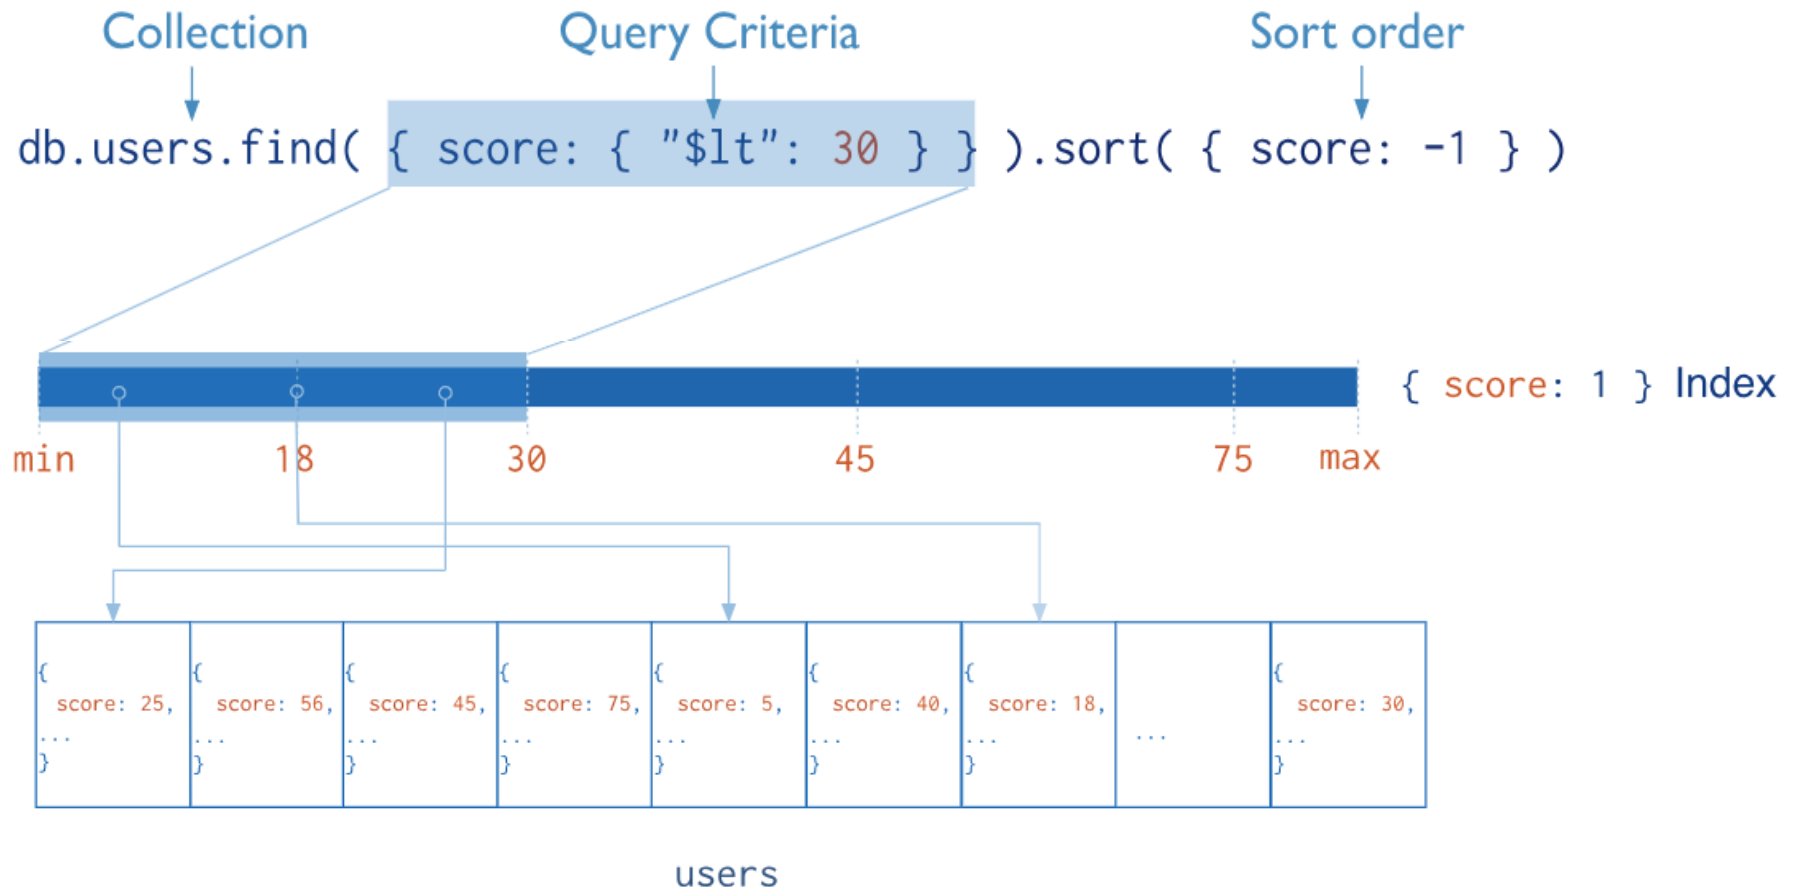 Collection Query Criteria Sort order
db.users.find( { score: { "$lt": 30 } } ).sort( { score: -1 } )
{ score: 1 } Index
min 18 30 45 75 max
{ { { { { { { {
score: 25, score: 56, score: 45, score: 75, score: 5, score: 40, score: 18, score: 30,
... ... ... ... ... ... ... ... ...
} } } } } } } }
users